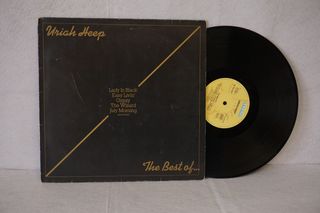 Uriah Heep
Lady In Black
Easy Livin'
Gypsy
The Wizard
July Morning
The Best of...